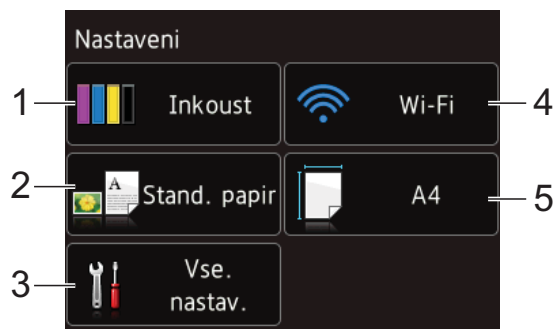 Nastaveni
1 Inkoust Wi-Fi 4
2 A Stand. papir A4 5
3 Vse.
nastav.